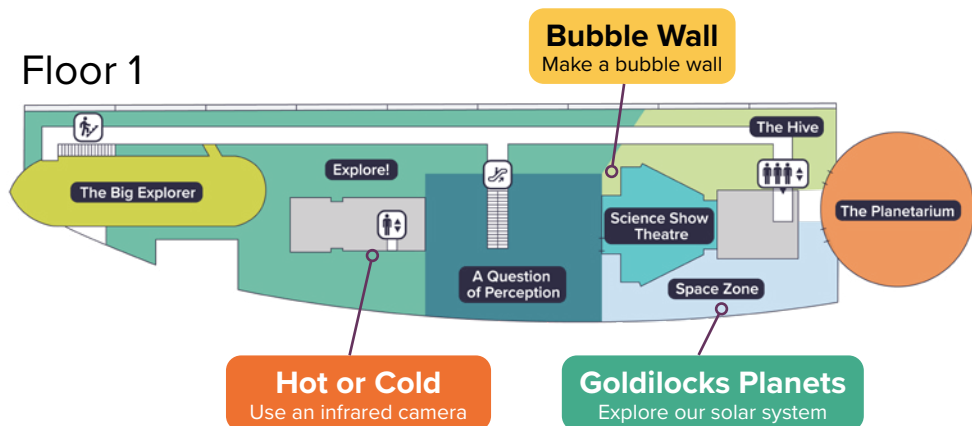 Bubble Wall
Make a bubble wall
Floor 1
The Hive
Explore!
The Big Explorer
Science Show
Theatre
The Planetarium
A Question
of Perception
Space Zone
Hot or Cold
Use an infrared camera
Goldilocks Planets
Explore our solar system